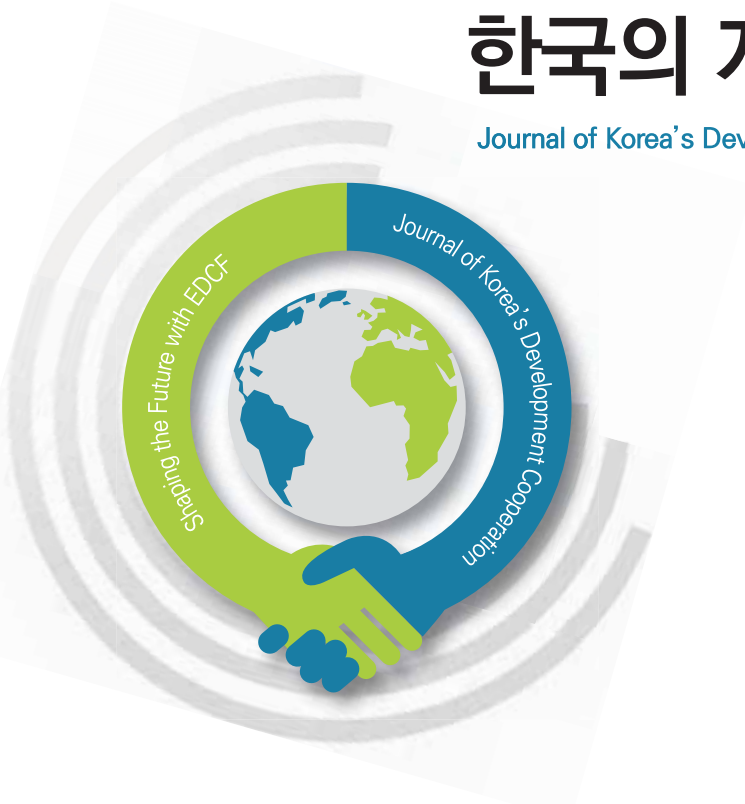 한국의
Journal of Korea's Dev
Shaping the Future with EDCF
Journal of Korea's Development Cooperation